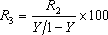 R₃ = R₂ / (Y/1−Y) × 100